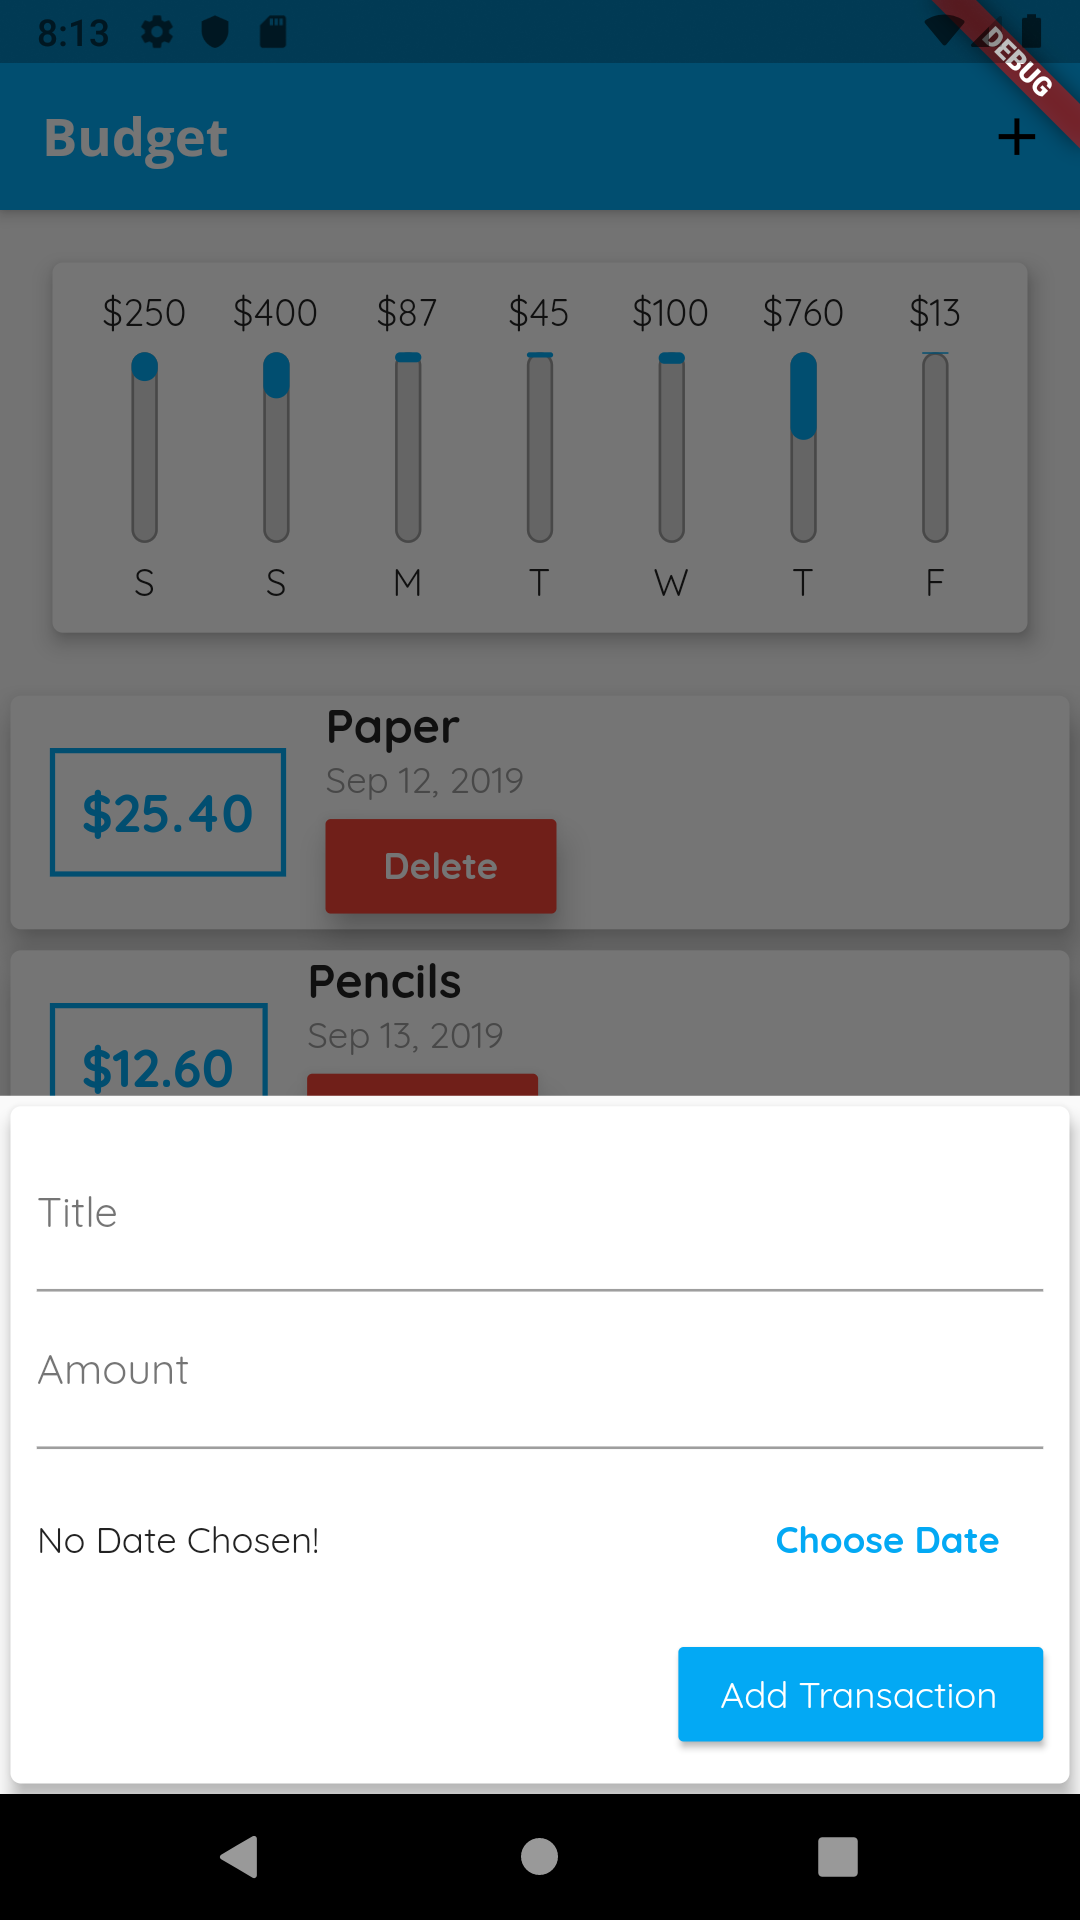 8:13
DEBUG
Budget
$250 $400 $87 $45 $100 $760 $13
S S M T W T F
Paper
Sep 12, 2019
$25.40
Delete
Pencils
Sep 13, 2019
$12.60
Title
Amount
No Date Chosen! Choose Date
Add Transaction